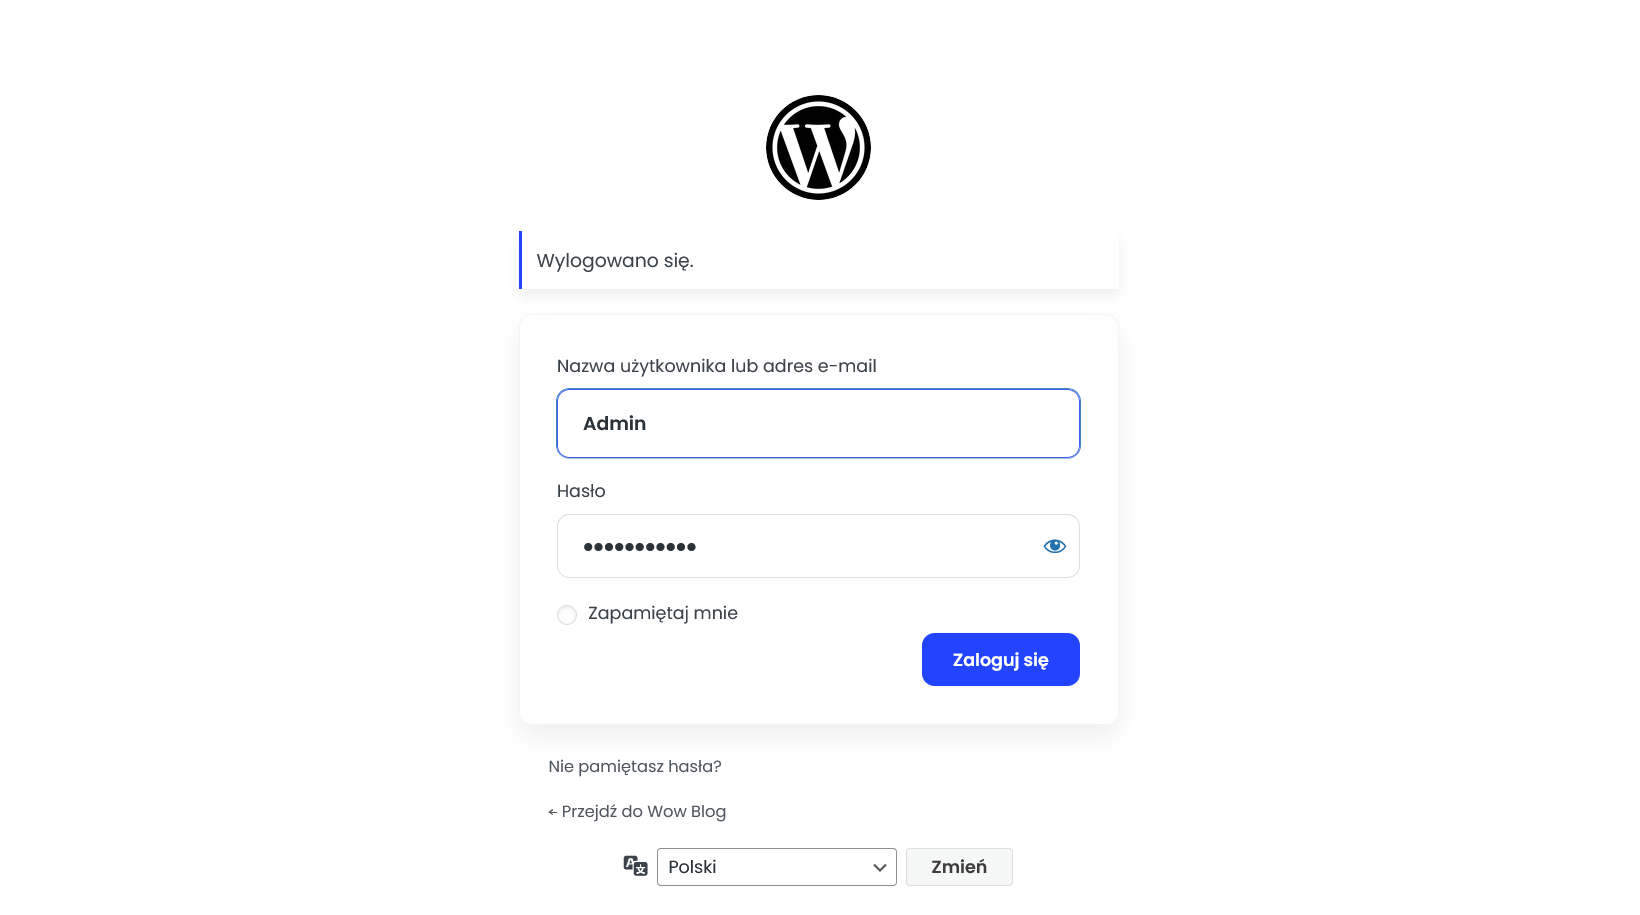 Wylogowano się.
Nazwa użytkownika lub adres e-mail
Admin
Hasło
•••••••••••
Zapamiętaj mnie
Zaloguj się
Nie pamiętasz hasła?
← Przejdź do Wow Blog
Polski
Zmień